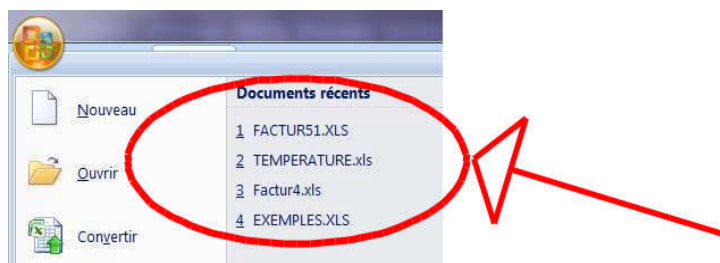 Nouveau
Ouvrir
Convertir
Documents récents
1 FACTUR51.XLS
2 TEMPERATURE.xls
3 Factur4.xls
4 EXEMPLES.XLS